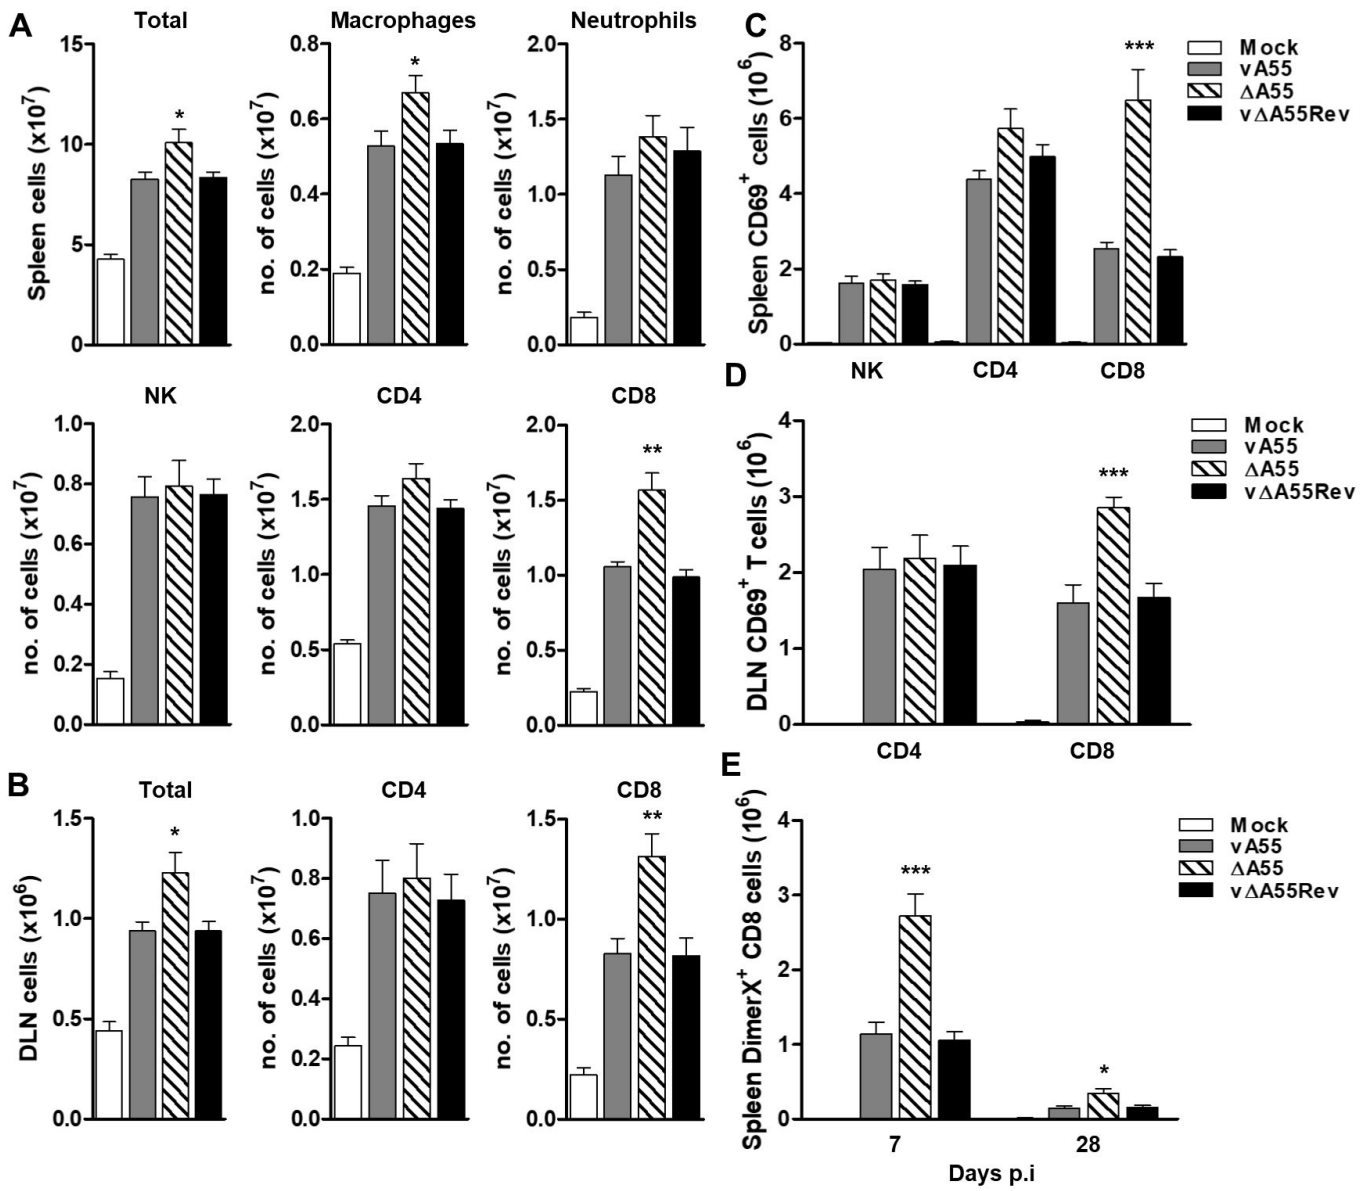 A
Total
Spleen cells (x10⁷)
15
10
5
0
*
Macrophages
no. of cells (x10⁷)
0.8
0.6
0.4
0.2
0.0
*
Neutrophils
no. of cells (x10⁷)
2.0
1.5
1.0
0.5
0.0
NK
no. of cells (x10⁷)
1.0
0.8
0.6
0.4
0.2
0.0
CD4
no. of cells (x10⁷)
2.0
1.5
1.0
0.5
0.0
CD8
no. of cells (x10⁷)
2.0
1.5
1.0
0.5
0.0
**
B
Total
DLN cells (x10⁶)
1.5
1.0
0.5
0.0
*
CD4
no. of cells (x10⁷)
1.0
0.8
0.6
0.4
0.2
0.0
CD8
no. of cells (x10⁷)
1.5
1.0
0.5
0.0
**
C
Spleen CD69⁺ cells (10⁶)
8
6
4
2
0
***
NK CD4 CD8
Mock
vA55
ΔA55
vΔA55Rev
D
DLN CD69⁺ T cells (10⁶)
4
3
2
1
0
***
CD4 CD8
Mock
vA55
ΔA55
vΔA55Rev
E
Spleen DimerX⁺ CD8 cells (10⁶)
4
3
2
1
0
***
*
7 28
Days p.i
Mock
vA55
ΔA55
vΔA55Rev